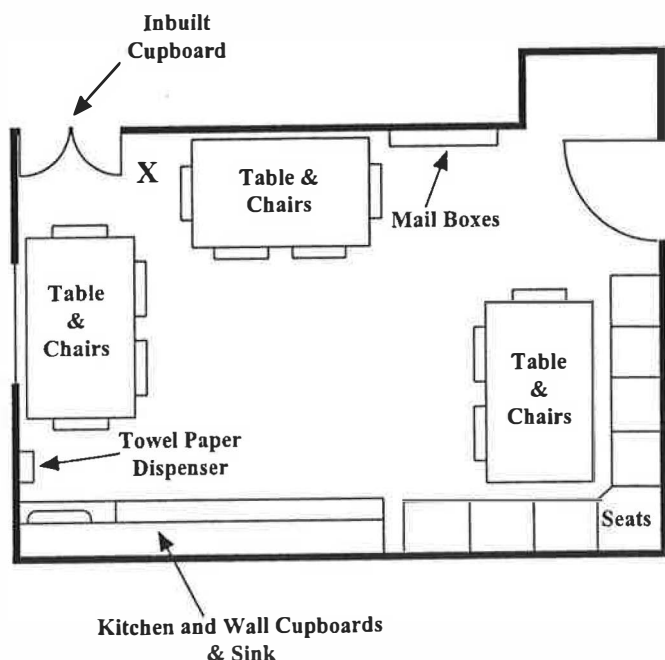 Inbuilt
Cupboard
X
Table &
Chairs
Mail Boxes
Table
&
Chairs
Table
& Chairs
Towel Paper
Dispenser
Seats
Kitchen and Wall Cupboards
& Sink